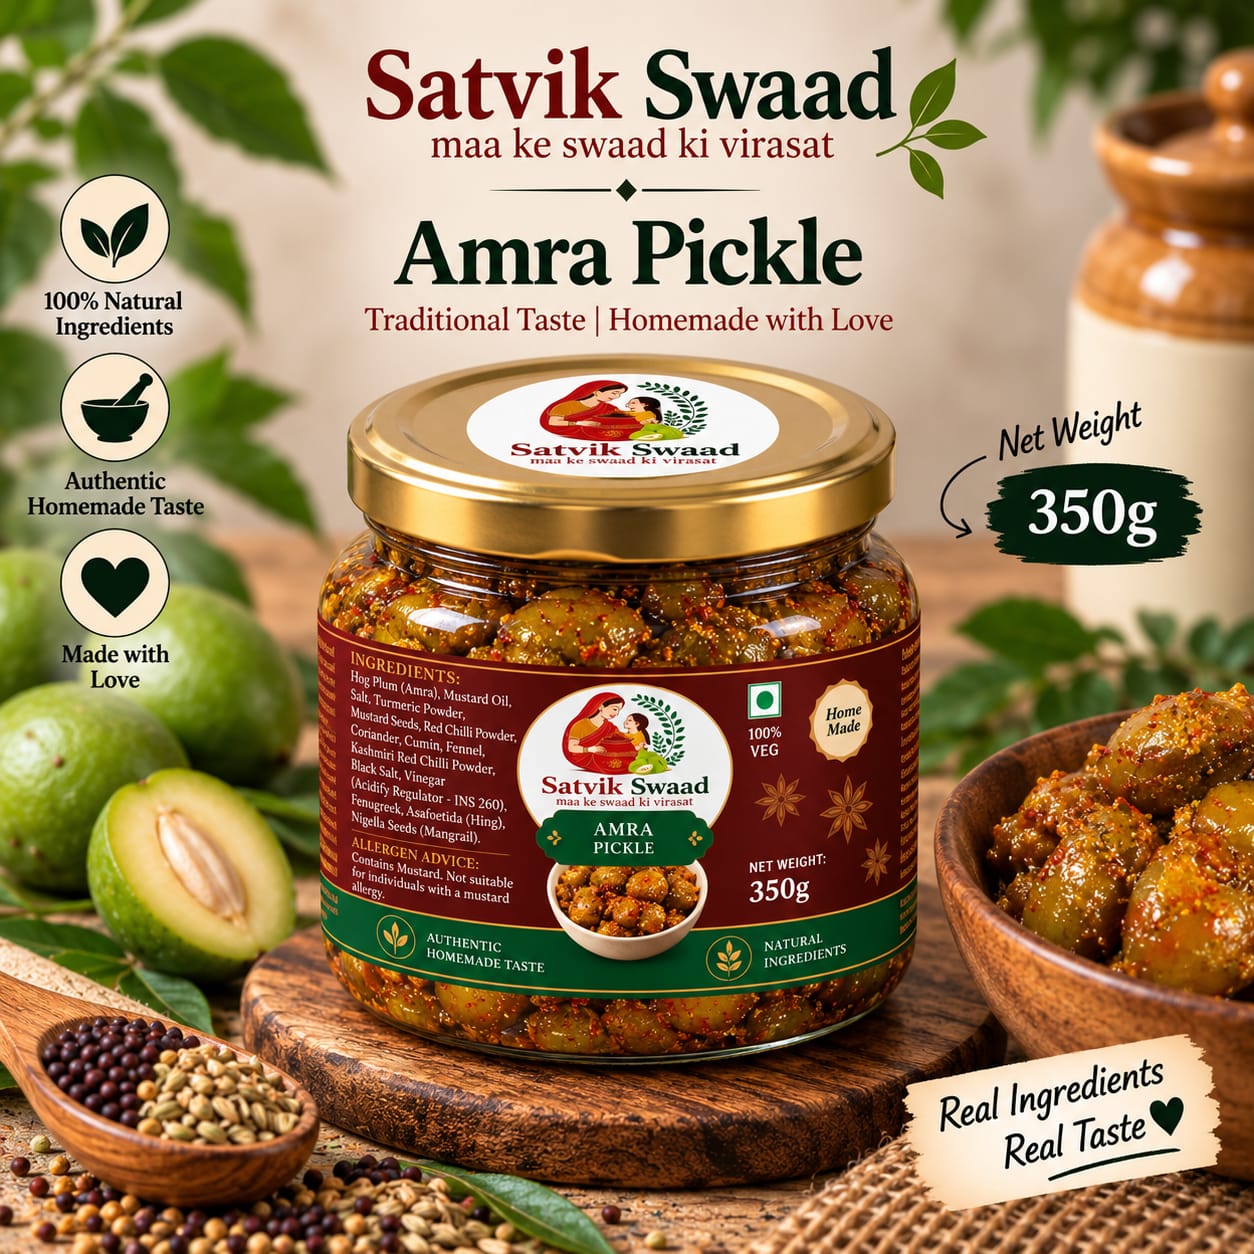 Satvik Swaad
maa ke swaad ki virasat
Amra Pickle
Traditional Taste | Homemade with Love
100% Natural
Ingredients
Authentic
Homemade Taste
Made with
Love
Net Weight
350g
Satvik Swaad
maa ke swaad ki virasat
INGREDIENTS:
Hog Plum (Amra), Mustard Oil,
Salt, Turmeric Powder,
Mustard Seeds, Red Chilli Powder,
Coriander, Cumin, Fennel,
Kashmiri Red Chilli Powder,
Black Salt, Vinegar
(Acidify Regulator - INS 260),
Fenugreek, Asafoetida (Hing),
Nigella Seeds (Mangrail).
ALLERGEN ADVICE:
Contains Mustard. Not suitable
for individuals with a mustard
allergy.
Satvik Swaad
maa ke swaad ki virasat
AMRA
PICKLE
100%
VEG
Home
Made
NET WEIGHT:
350g
AUTHENTIC
HOMEMADE TASTE
NATURAL
INGREDIENTS
Real Ingredients
Real Taste